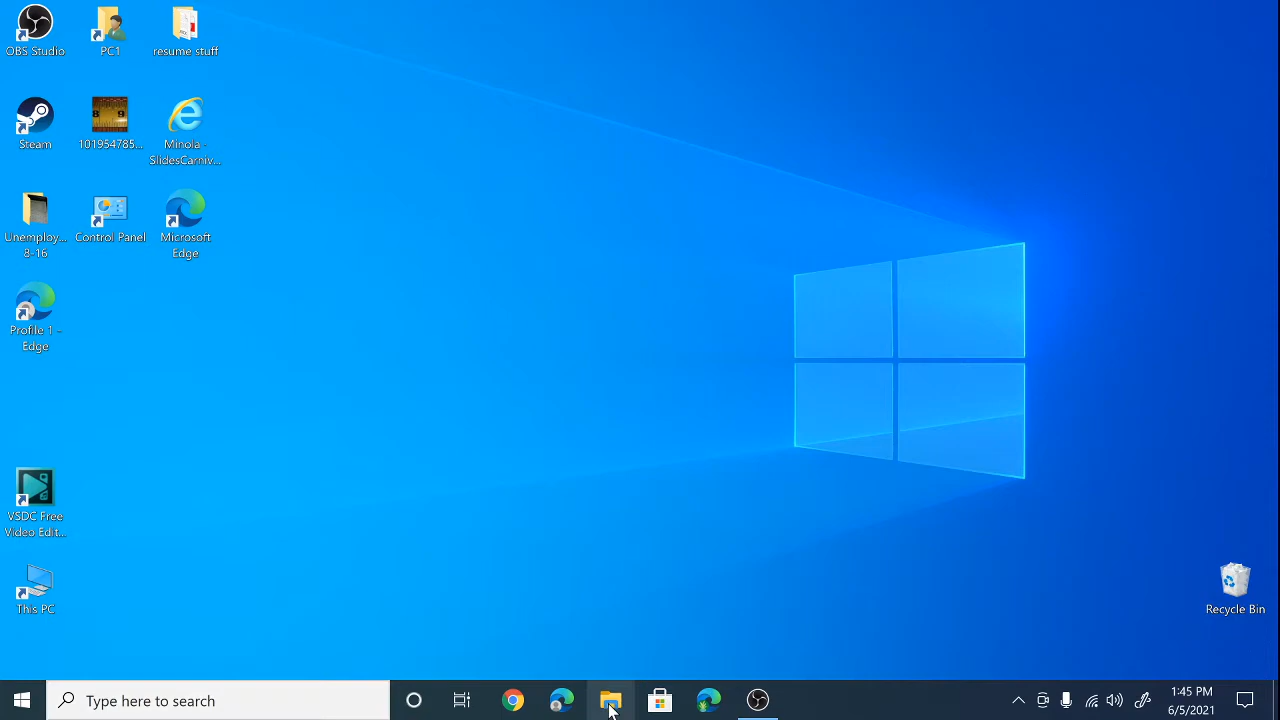 OBS Studio
PC1
resume stuff
Steam
101954785...
Minola -
SlidesCarniv...
Unemploy...
8-16
Control Panel
Microsoft
Edge
Profile 1 -
Edge
VSDC Free
Video Edit...
This PC
Recycle Bin
Type here to search
1:45 PM
6/5/2021